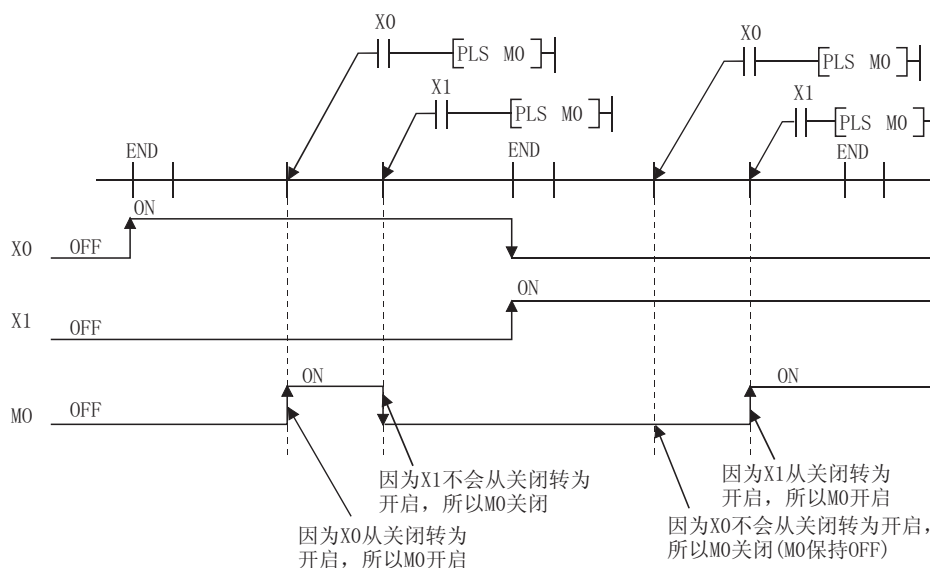 X0
[PLS M0]
X1
[PLS M0]
X0
[PLS M0]
X1
[PLS M0]
END
END
END
ON
X0 OFF
ON
X1 OFF
ON
ON
M0 OFF
因为X1不会从关闭转为
开启，所以M0关闭
因为X0从关闭转为
开启，所以M0开启
因为X1从关闭转为
开启，所以M0开启
因为X0不会从关闭转为开启，
所以M0关闭(M0保持OFF)